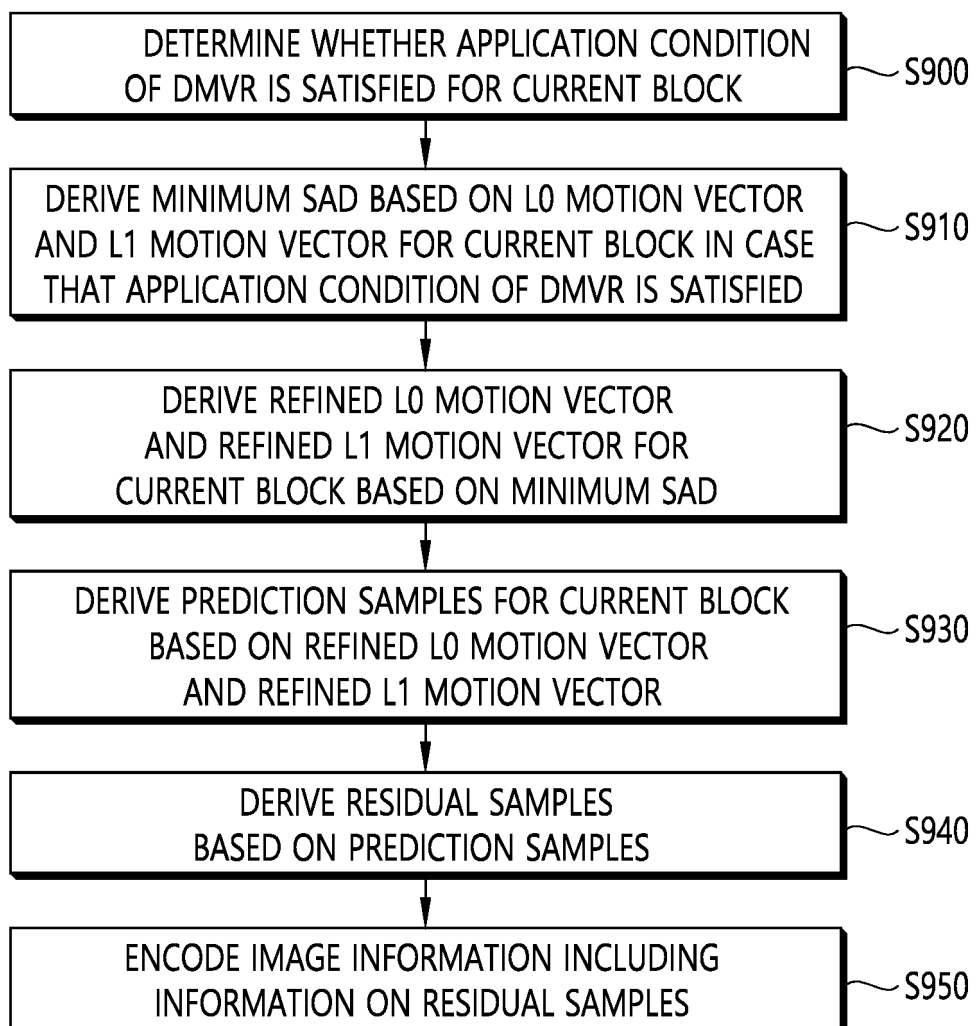 DETERMINE WHETHER APPLICATION CONDITION
OF DMVR IS SATISFIED FOR CURRENT BLOCK
S900
DERIVE MINIMUM SAD BASED ON L0 MOTION VECTOR
AND L1 MOTION VECTOR FOR CURRENT BLOCK IN CASE
THAT APPLICATION CONDITION OF DMVR IS SATISFIED
S910
DERIVE REFINED L0 MOTION VECTOR
AND REFINED L1 MOTION VECTOR FOR
CURRENT BLOCK BASED ON MINIMUM SAD
S920
DERIVE PREDICTION SAMPLES FOR CURRENT BLOCK
BASED ON REFINED L0 MOTION VECTOR
AND REFINED L1 MOTION VECTOR
S930
DERIVE RESIDUAL SAMPLES
BASED ON PREDICTION SAMPLES
S940
ENCODE IMAGE INFORMATION INCLUDING
INFORMATION ON RESIDUAL SAMPLES
S950